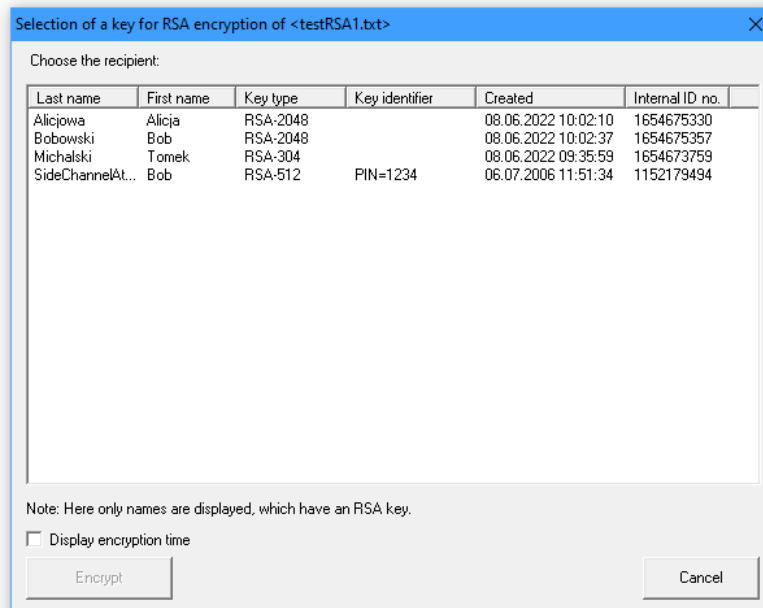 Selection of a key for RSA encryption of <testRSA1.txt>
Choose the recipient:
Last name First name Key type Key identifier Created Internal ID no.
Alicjowa Alicja RSA-2048 08.06.2022 10:02:10 1654675330
Bobowski Bob RSA-2048 08.06.2022 10:02:37 1654675357
Michalski Tomek RSA-304 08.06.2022 09:35:59 1654673759
SideChannelAt... Bob RSA-512 PIN=1234 06.07.2006 11:51:34 1152179494
Note: Here only names are displayed, which have an RSA key.
Display encryption time
Encrypt Cancel